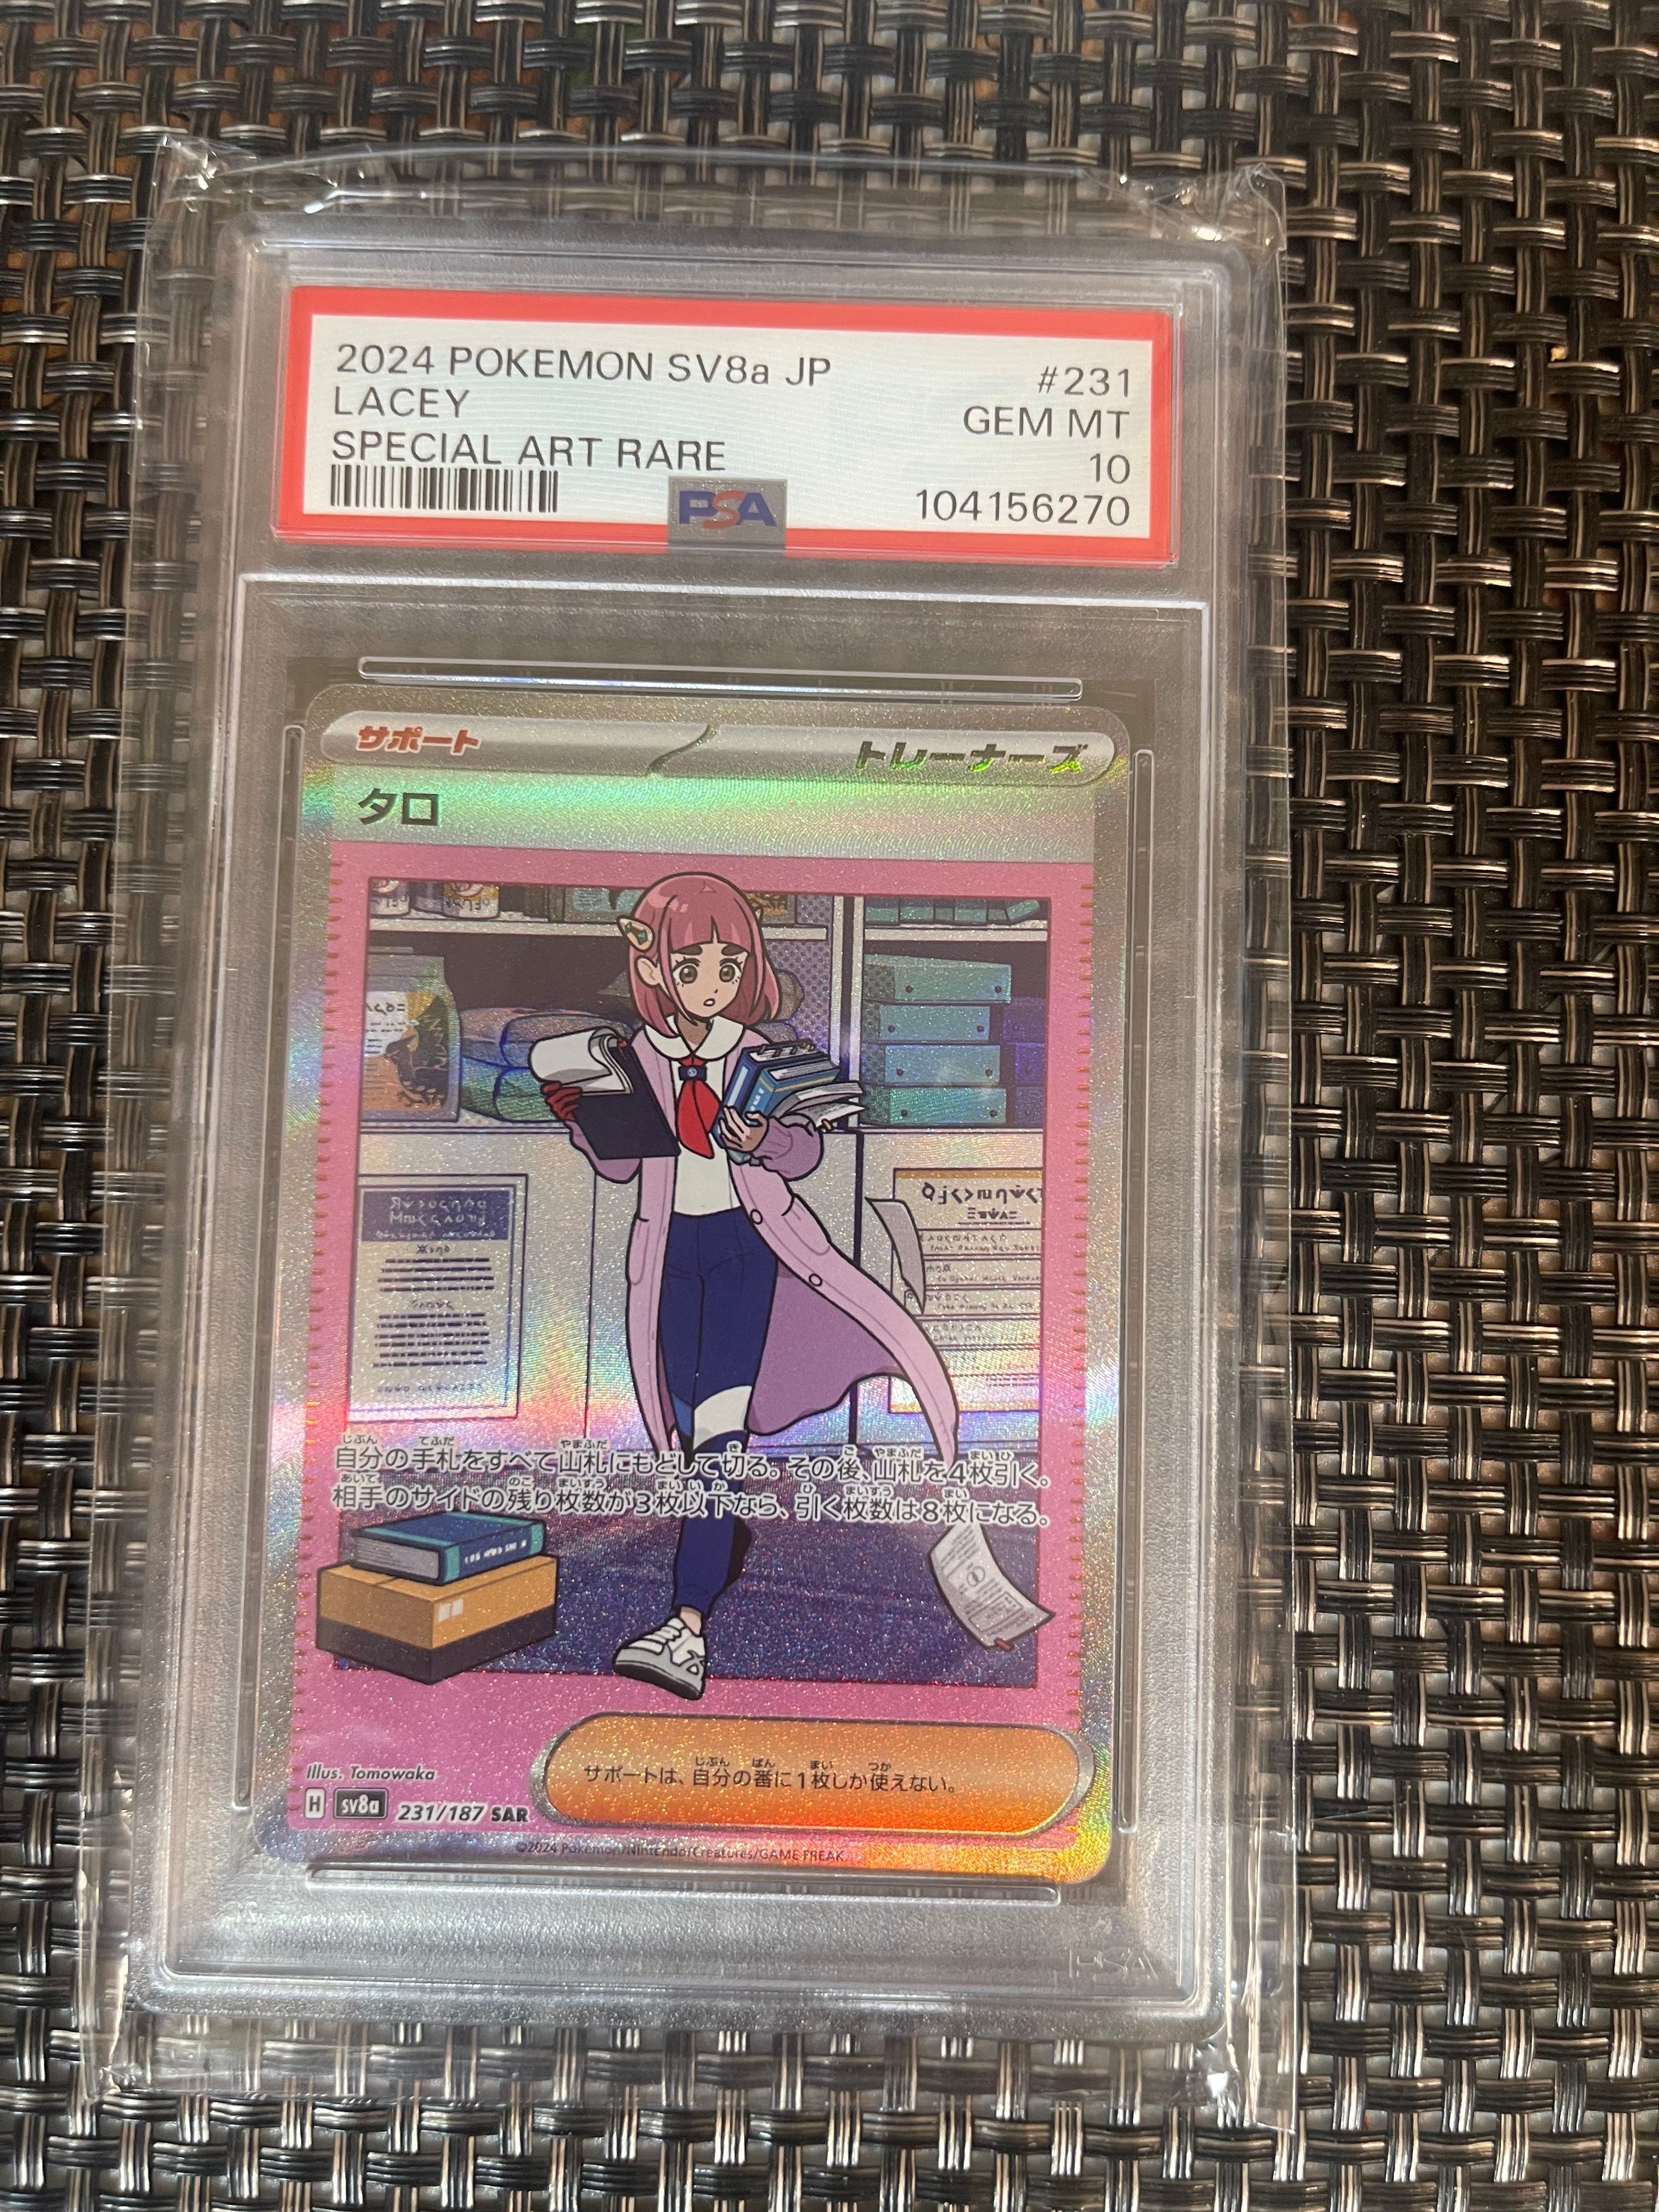 2024 POKEMON SV8a JP #231
LACEY GEM MT
SPECIAL ART RARE 10
PSA 104156270
サポート トレーナーズ
タロ
自分の手札をすべて山札にもどして切る。その後、山札を4枚引く。
相手のサイドの残り枚数が3枚以下なら、引く枚数は8枚になる。
サポートは、自分の番に1枚しか使えない。
Illus. Tomowaka
H sv8a 231/187 SAR
©2024 Pokémon/Nintendo/Creatures/GAME FREAK
PSA